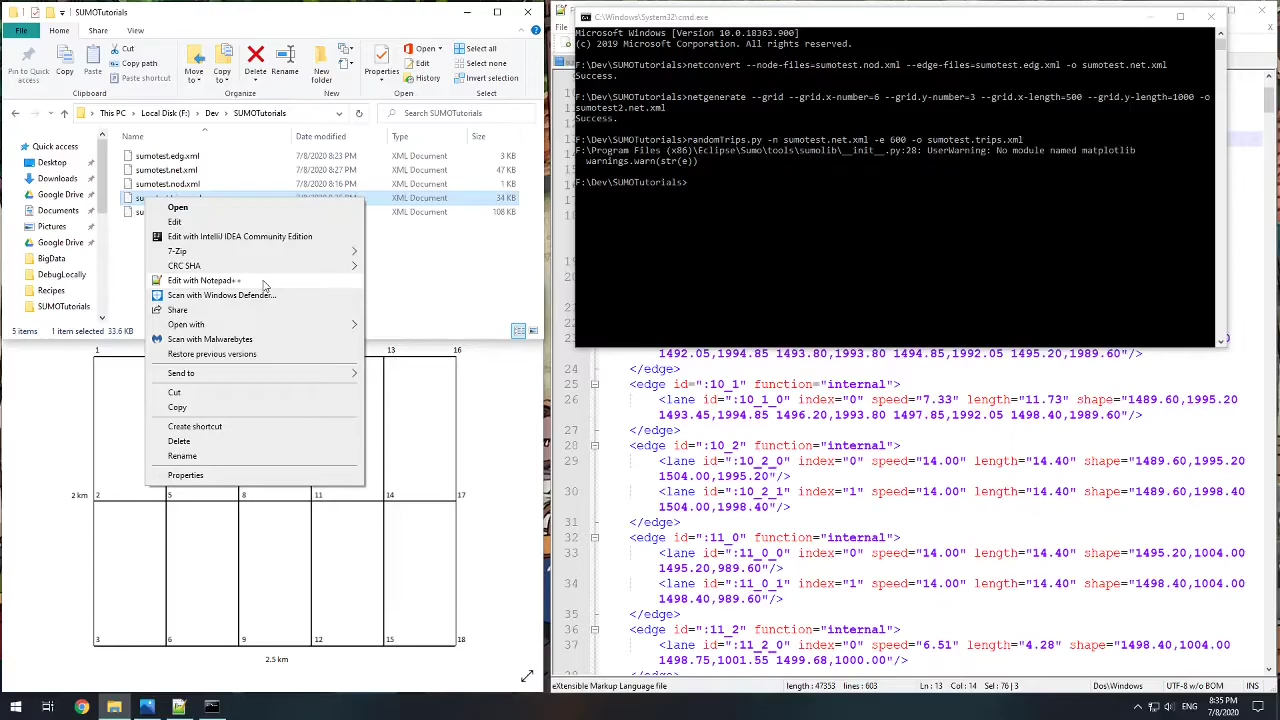 SUMOTutorials
File
Home
Share
View
Pin to Quick access
Copy
Paste
Cut
Copy path
Paste shortcut
Clipboard
Move to
Copy to
Delete
Rename
Organize
New folder
New
Properties
Open
Edit
History
Open
Select all
Select none
Invert selection
Select
This PC
Local Disk (F:)
Dev
SUMOTutorials
Search SUMOTutorials
Name
Date modified
Type
Size
Quick access
Desktop
Downloads
Google Drive
Documents
Pictures
Google Drive
BigData
DebugLocally
Recipes
SUMOTutorials
sumotest.edg.xml 7/8/2020 8:23 PM XML Document 3 KB
sumotest.net.xml 7/8/2020 8:27 PM XML Document 47 KB
sumotest.nod.xml 7/8/2020 8:16 PM XML Document 1 KB
XML Document 34 KB
XML Document 108 KB
5 items 1 item selected 33.6 KB
Open
Edit
Edit with IntelliJ IDEA Community Edition
7-Zip
CRC SHA
Edit with Notepad++
Scan with Windows Defender...
Share
Open with
Scan with Malwarebytes
Restore previous versions
Send to
Cut
Copy
Create shortcut
Delete
Rename
Properties
1
13
16
2 km
2
5
8
11
14
17
3
6
9
12
15
18
2.5 km
C:\Windows\System32\cmd.exe
Microsoft Windows [Version 10.0.18363.900]
(c) 2019 Microsoft Corporation. All rights reserved.
F:\Dev\SUMOTutorials>netconvert --node-files=sumotest.nod.xml --edge-files=sumotest.edg.xml -o sumotest.net.xml
Success.
F:\Dev\SUMOTutorials>netgenerate --grid --grid.x-number=6 --grid.y-number=3 --grid.x-length=500 --grid.y-length=1000 -o
sumotest2.net.xml
Success.
F:\Dev\SUMOTutorials>randomTrips.py -n sumotest.net.xml -e 600 -o sumotest.trips.xml
F:\Program Files (x86)\Eclipse\Sumo\tools\sumolib\__init__.py:28: UserWarning: No module named matplotlib
warnings.warn(str(e))
F:\Dev\SUMOTutorials>
1492.05,1994.85 1493.80,1993.80 1494.85,1992.05 1495.20,1989.60"/>
24 </edge>
25 <edge id=":10_1" function="internal">
26 <lane id=":10_1_0" index="0" speed="7.33" length="11.73" shape="1489.60,1995.20
1493.45,1994.85 1496.20,1993.80 1497.85,1992.05 1498.40,1989.60"/>
27 </edge>
28 <edge id=":10_2" function="internal">
29 <lane id=":10_2_0" index="0" speed="14.00" length="14.40" shape="1489.60,1995.20
1504.00,1995.20"/>
30 <lane id=":10_2_1" index="1" speed="14.00" length="14.40" shape="1489.60,1998.40
1504.00,1998.40"/>
31 </edge>
32 <edge id=":11_0" function="internal">
33 <lane id=":11_0_0" index="0" speed="14.00" length="14.40" shape="1495.20,1004.00
1495.20,989.60"/>
34 <lane id=":11_0_1" index="1" speed="14.00" length="14.40" shape="1498.40,1004.00
1498.40,989.60"/>
35 </edge>
36 <edge id=":11_2" function="internal">
37 <lane id=":11_2_0" index="0" speed="6.51" length="4.28" shape="1498.40,1004.00
1498.75,1001.55 1499.68,1000.00"/>
eXtensible Markup Language file length : 47353 lines : 603 Ln : 13 Col : 14 Sel : 76 | 3 Dos\Windows UTF-8 w/o BOM INS
ENG
8:35 PM
7/8/2020